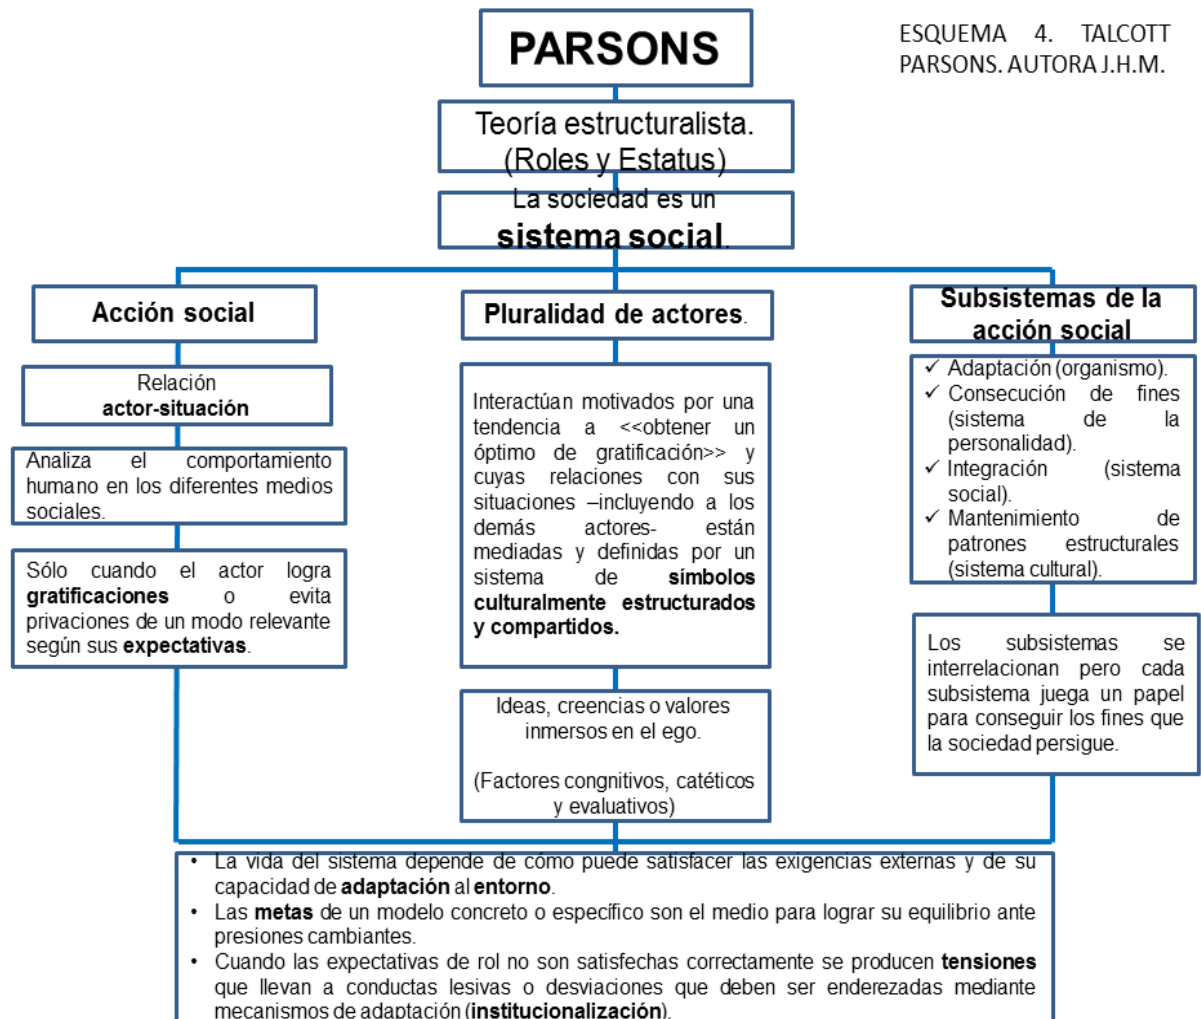 PARSONS
ESQUEMA 4. TALCOTT
PARSONS. AUTORA J.H.M.
Teoría estructuralista.
(Roles y Estatus)
La sociedad es un
sistema social.
Acción social
Relación
actor-situación
Analiza el comportamiento
humano en los diferentes medios
sociales.
Sólo cuando el actor logra
gratificaciones o evita
privaciones de un modo relevante
según sus expectativas.
Pluralidad de actores.
Interactúan motivados por una
tendencia a <<obtener un
óptimo de gratificación>> y
cuyas relaciones con sus
situaciones –incluyendo a los
demás actores- están
mediadas y definidas por un
sistema de símbolos
culturalmente estructurados
y compartidos.
Ideas, creencias o valores
inmersos en el ego.
(Factores congnitivos, catéticos
y evaluativos)
Subsistemas de la
acción social
✓ Adaptación (organismo).
✓ Consecución de fines
(sistema de la
personalidad).
✓ Integración (sistema
social).
✓ Mantenimiento de
patrones estructurales
(sistema cultural).
Los subsistemas se
interrelacionan pero cada
subsistema juega un papel
para conseguir los fines que
la sociedad persigue.
• La vida del sistema depende de cómo puede satisfacer las exigencias externas y de su
capacidad de adaptación al entorno.
• Las metas de un modelo concreto o específico son el medio para lograr su equilibrio ante
presiones cambiantes.
• Cuando las expectativas de rol no son satisfechas correctamente se producen tensiones
que llevan a conductas lesivas o desviaciones que deben ser enderezadas mediante
mecanismos de adaptación (institucionalización).